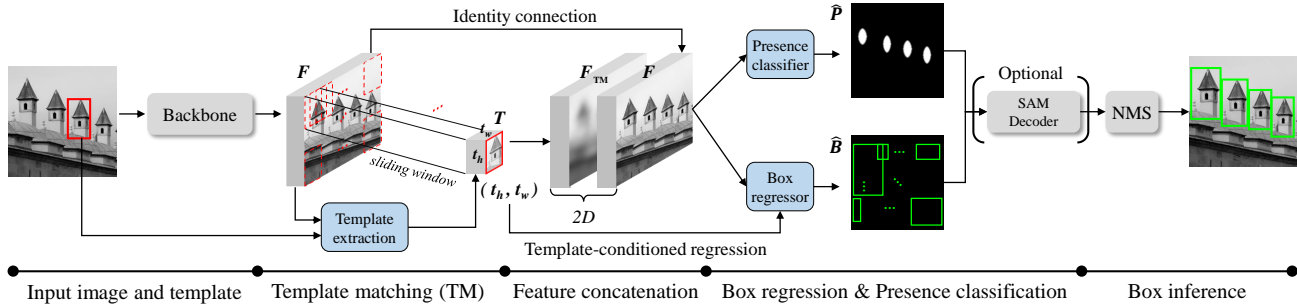 Identity connection
F
F_TM
F
Presence
classifier
P̂
Optional
SAM
Decoder
Backbone
t_w
T
t_h
sliding window
(t_h, t_w)
2D
NMS
B̂
Box
regressor
Template
extraction
Template-conditioned regression
Input image and template
Template matching (TM)
Feature concatenation
Box regression & Presence classification
Box inference